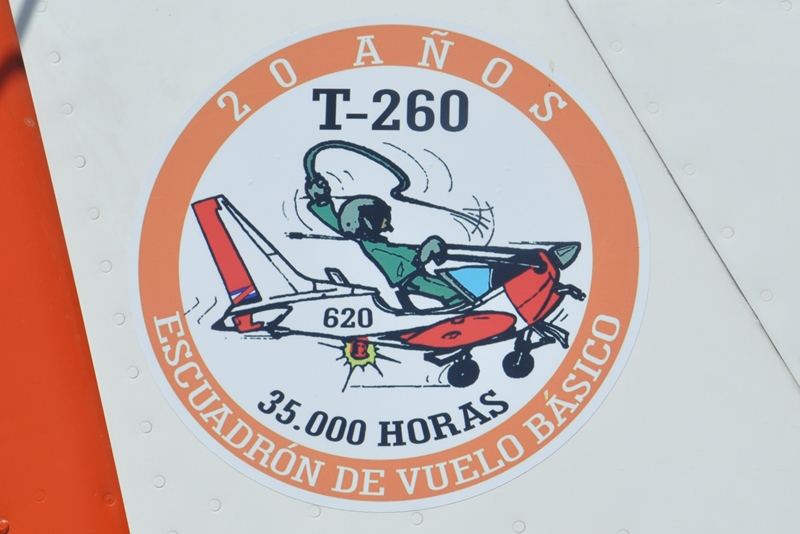 20 AÑOS
T-260
620
35.000 HORAS
ESCUADRÓN DE VUELO BÁSICO